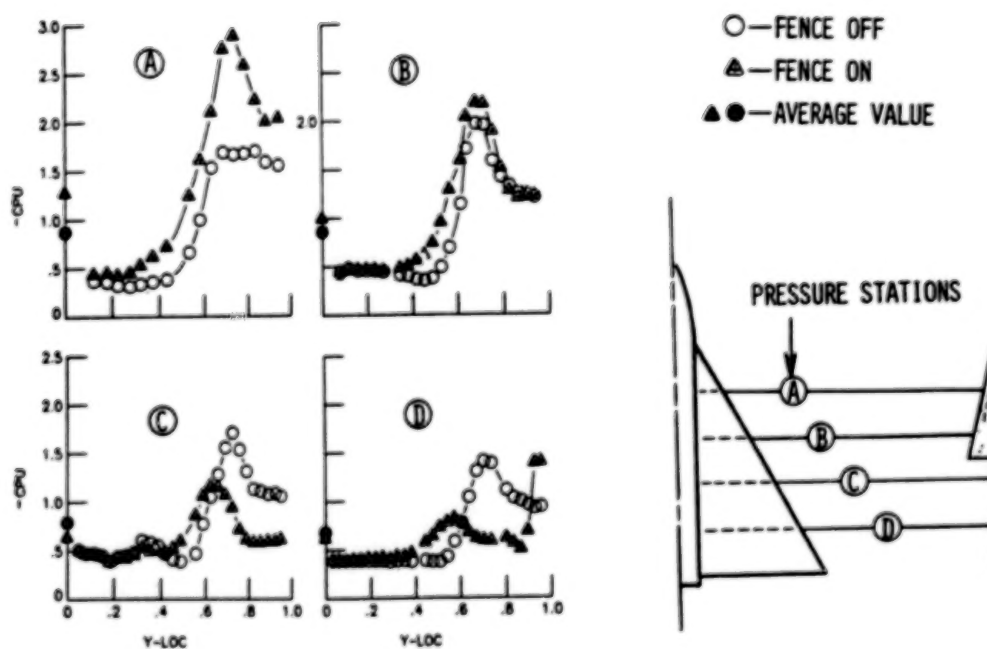 FENCE OFF
FENCE ON
AVERAGE VALUE
3.0
2.5
2.0
1.5
1.0
.5
0
-CPU
A
2.0
B
2.5
2.0
1.5
1.0
.5
0
-CPU
C
0 .2 .4 .6 .8 1.0
Y-LOC
D
0 .2 .4 .6 .8 1.0
Y-LOC
PRESSURE STATIONS
A
B
C
D